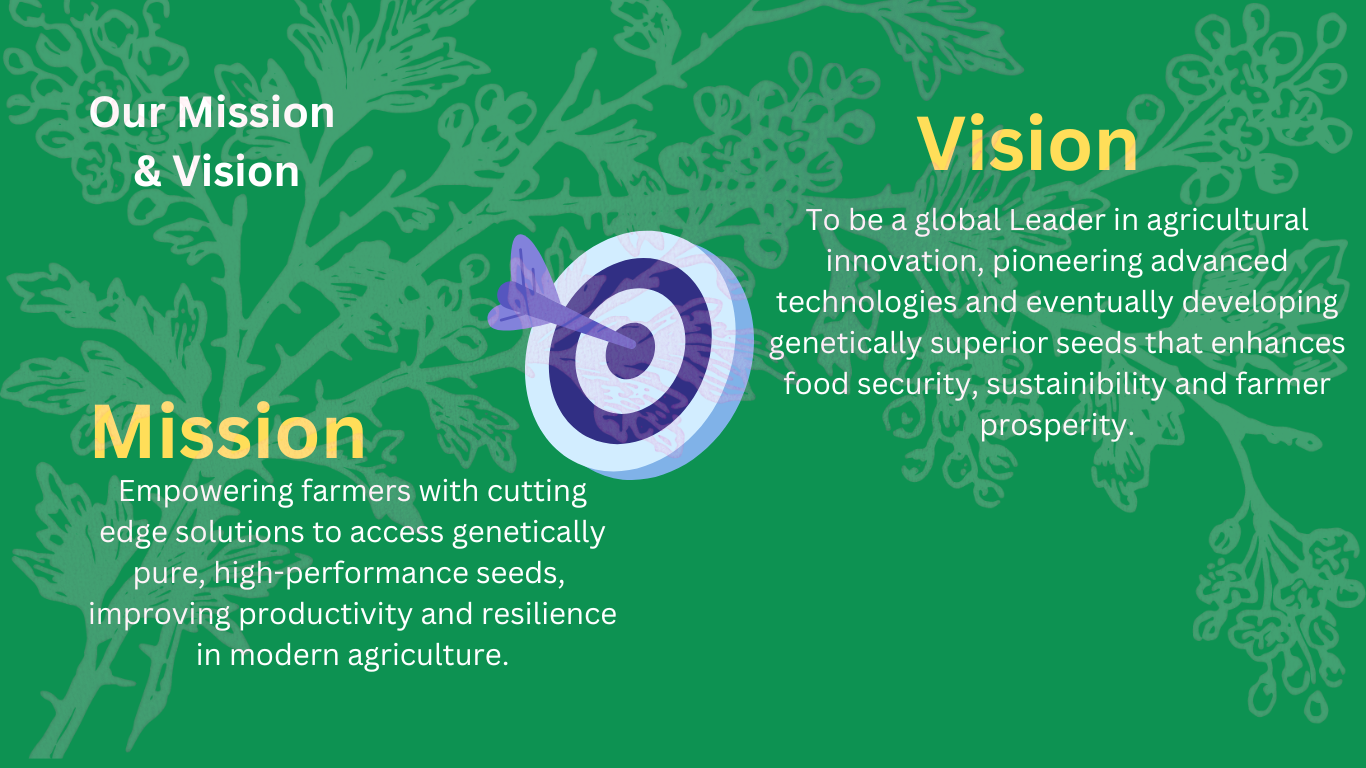 Our Mission
& Vision
Vision
To be a global Leader in agricultural
innovation, pioneering advanced
technologies and eventually developing
genetically superior seeds that enhances
food security, sustainibility and farmer
prosperity.
Mission
Empowering farmers with cutting
edge solutions to access genetically
pure, high-performance seeds,
improving productivity and resilience
in modern agriculture.